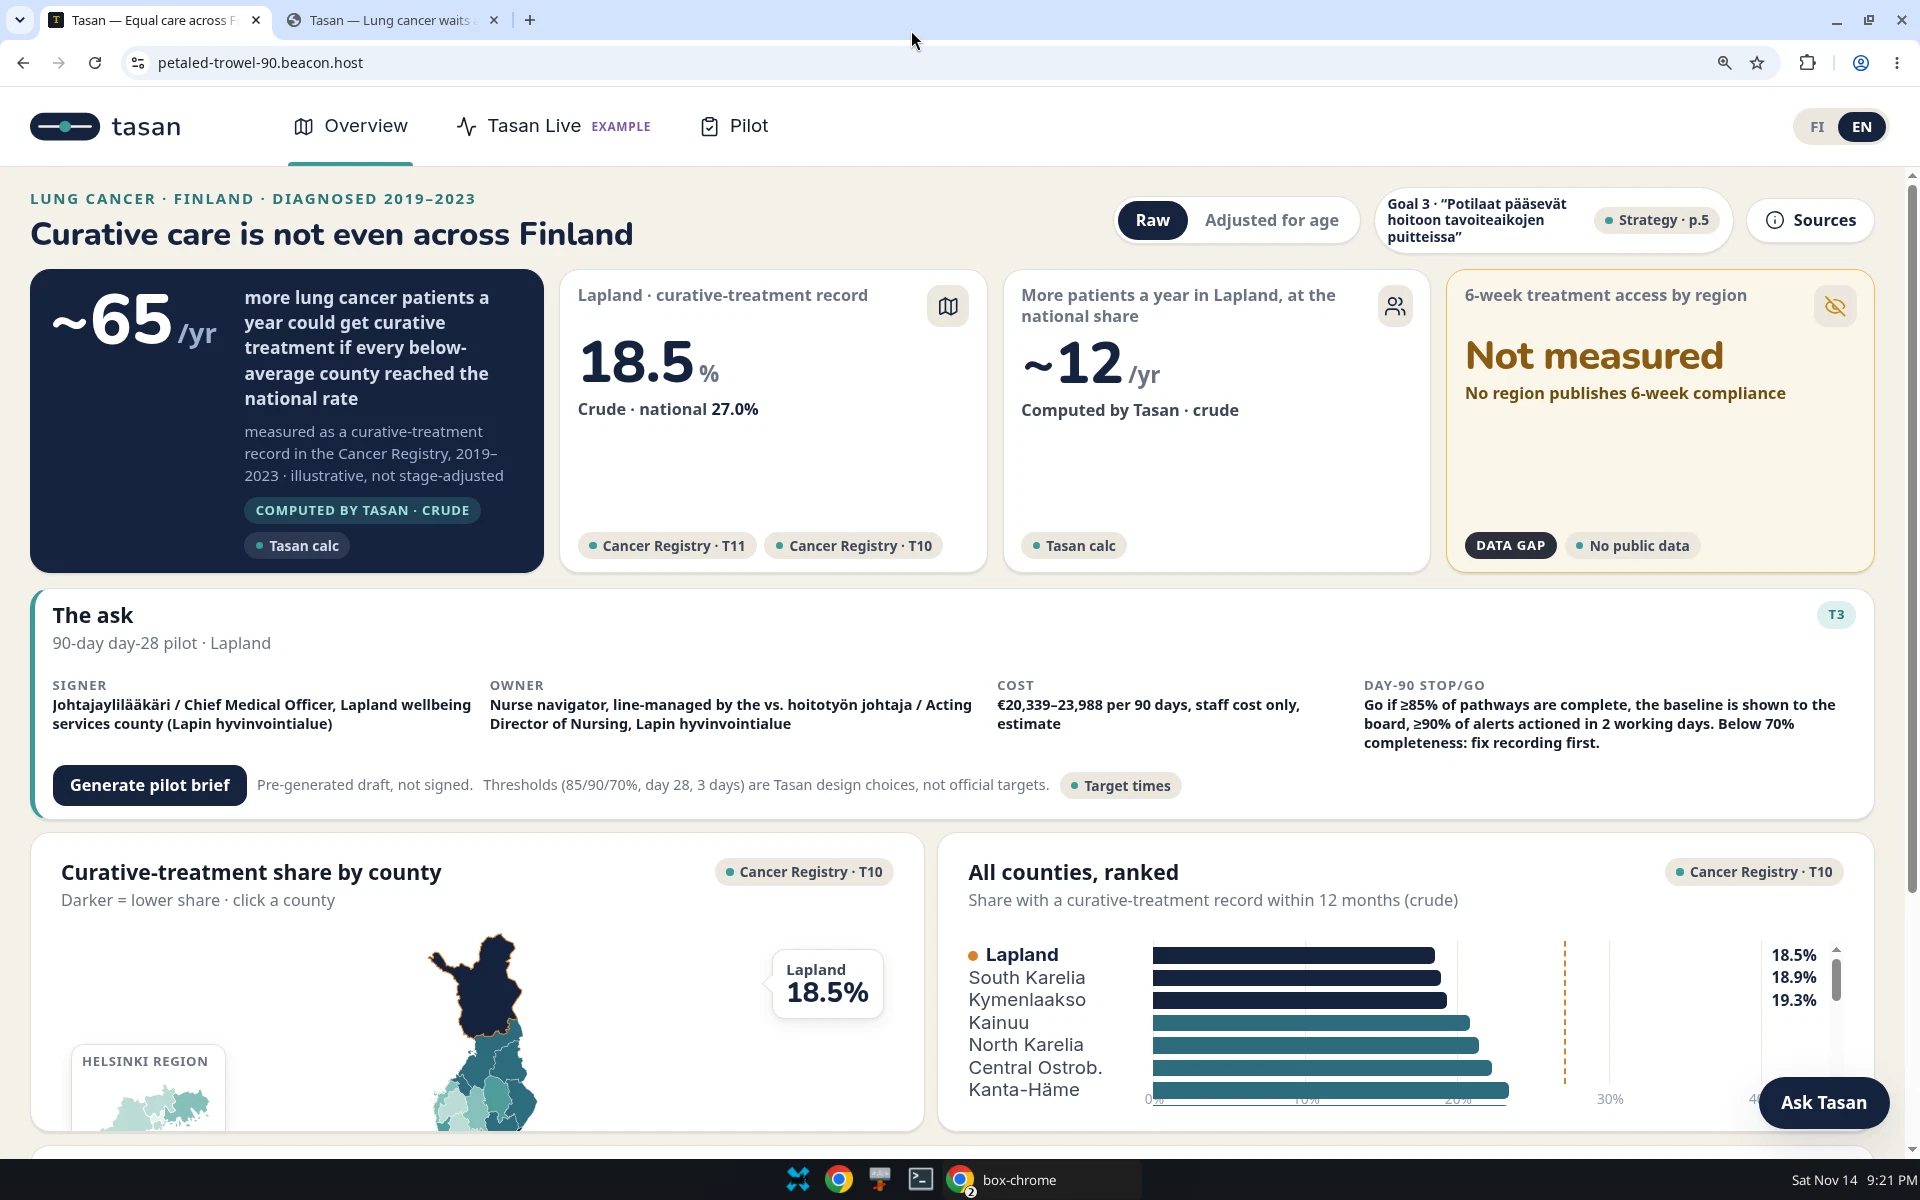 Tasan — Equal care across F
Tasan — Lung cancer waits
petaled-trowel-90.beacon.host
tasan
Overview
Tasan Live EXAMPLE
Pilot
FI EN
LUNG CANCER · FINLAND · DIAGNOSED 2019–2023
Curative care is not even across Finland
Raw Adjusted for age
Goal 3 · “Potilaat pääsevät
hoitoon tavoiteaikojen
puitteissa”
Strategy · p.5
Sources
~65 /yr
more lung cancer patients a
year could get curative
treatment if every below-
average county reached the
national rate
measured as a curative-treatment
record in the Cancer Registry, 2019–
2023 · illustrative, not stage-adjusted
COMPUTED BY TASAN · CRUDE
Tasan calc
Lapland · curative-treatment record
18.5 %
Crude · national 27.0%
Cancer Registry · T11 Cancer Registry · T10
More patients a year in Lapland, at the
national share
~12 /yr
Computed by Tasan · crude
Tasan calc
6-week treatment access by region
Not measured
No region publishes 6-week compliance
DATA GAP No public data
The ask
T3
90-day day-28 pilot · Lapland
SIGNER
Johtajaylilääkäri / Chief Medical Officer, Lapland wellbeing
services county (Lapin hyvinvointialue)
OWNER
Nurse navigator, line-managed by the vs. hoitotyön johtaja / Acting
Director of Nursing, Lapin hyvinvointialue
COST
€20,339–23,988 per 90 days, staff cost only,
estimate
DAY-90 STOP/GO
Go if ≥85% of pathways are complete, the baseline is shown to the
board, ≥90% of alerts actioned in 2 working days. Below 70%
completeness: fix recording first.
Generate pilot brief
Pre-generated draft, not signed. Thresholds (85/90/70%, day 28, 3 days) are Tasan design choices, not official targets.
Target times
Curative-treatment share by county
Cancer Registry · T10
Darker = lower share · click a county
Lapland
18.5%
HELSINKI REGION
All counties, ranked
Cancer Registry · T10
Share with a curative-treatment record within 12 months (crude)
Lapland 18.5%
South Karelia 18.9%
Kymenlaakso 19.3%
Kainuu
North Karelia
Central Ostrob.
Kanta-Häme
0% 10% 20% 30%
Ask Tasan
box-chrome
2
Sat Nov 14 9:21 PM